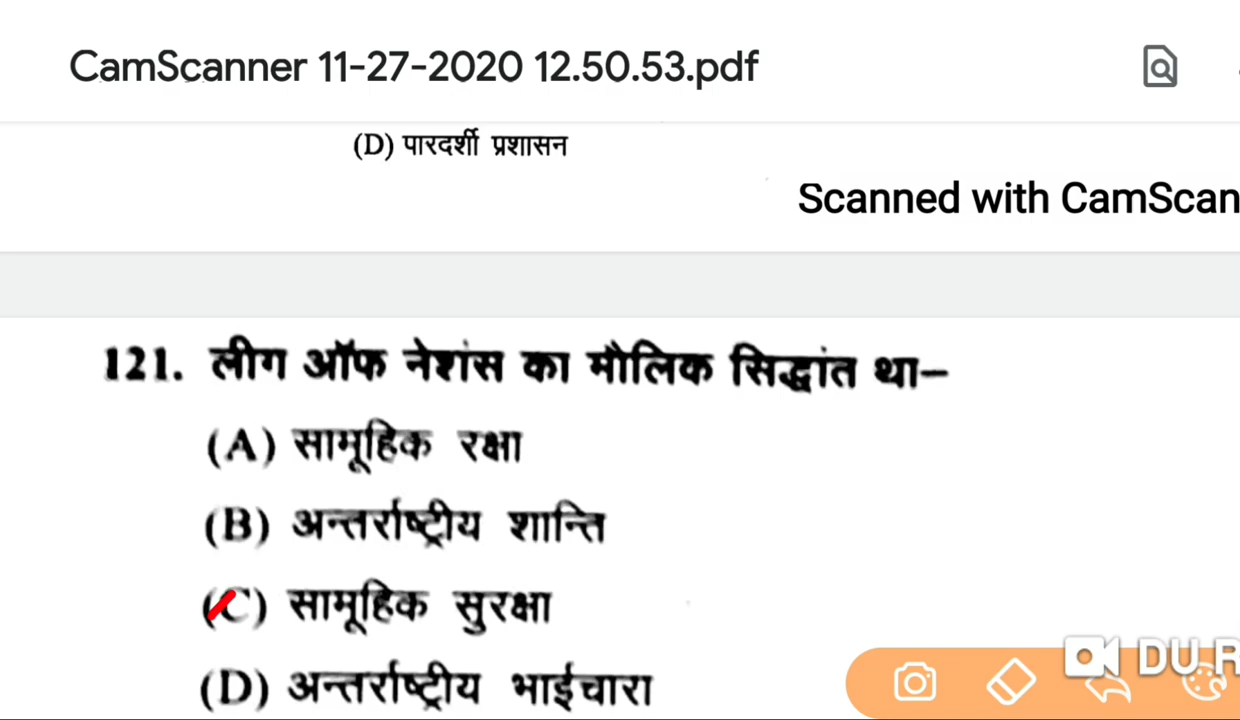 CamScanner 11-27-2020 12.50.53.pdf
(D) पारदर्शी प्रशासन
Scanned with CamScan
121. लीग ऑफ नेशंस का मौलिक सिद्धांत था–
(A) सामूहिक रक्षा
(B) अन्तर्राष्ट्रीय शान्ति
(C) सामूहिक सुरक्षा
(D) अन्तर्राष्ट्रीय भाईचारा
DU R